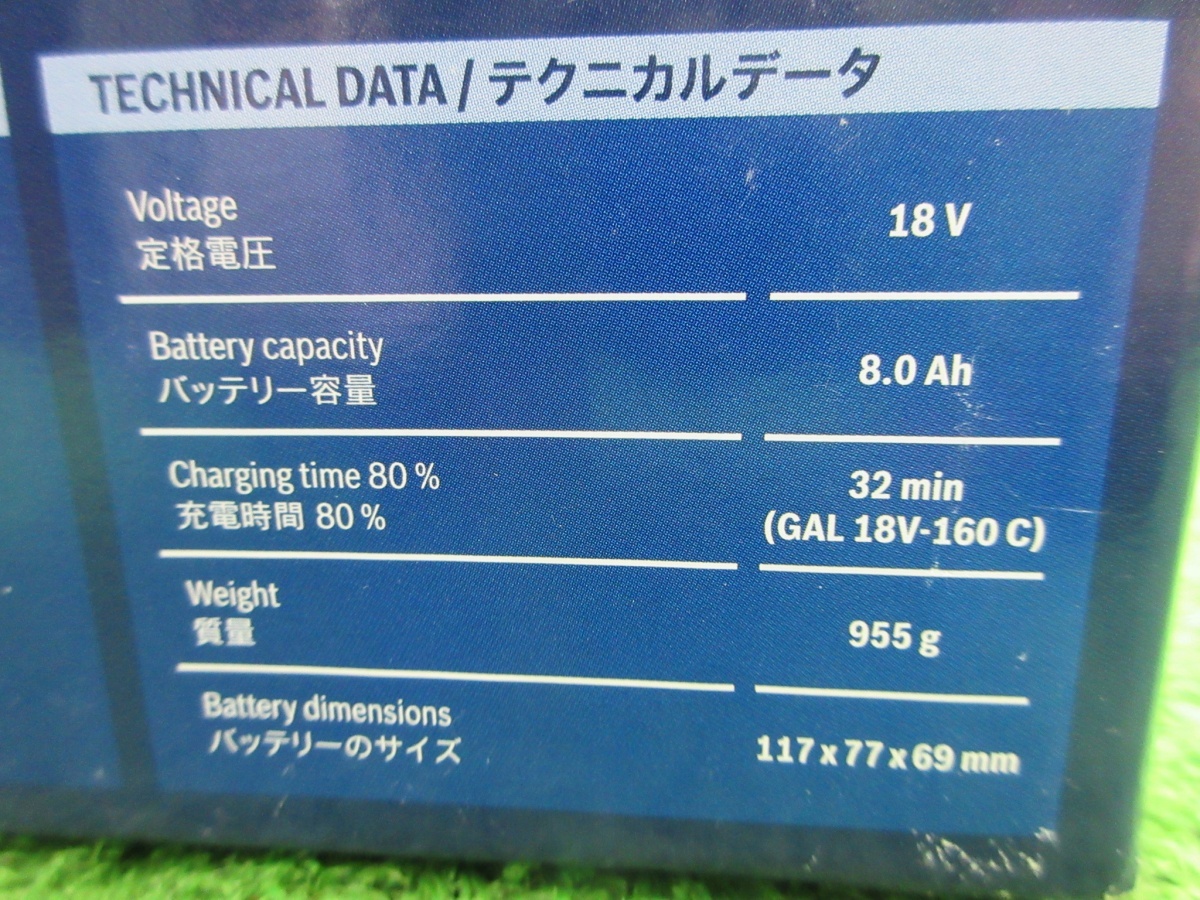 TECHNICAL DATA / テクニカルデータ
Voltage
定格電圧
18 V
Battery capacity
バッテリー容量
8.0 Ah
Charging time 80 %
充電時間 80 %
32 min
(GAL 18V-160 C)
Weight
質量
955 g
Battery dimensions
バッテリーのサイズ
117 x 77 x 69 mm